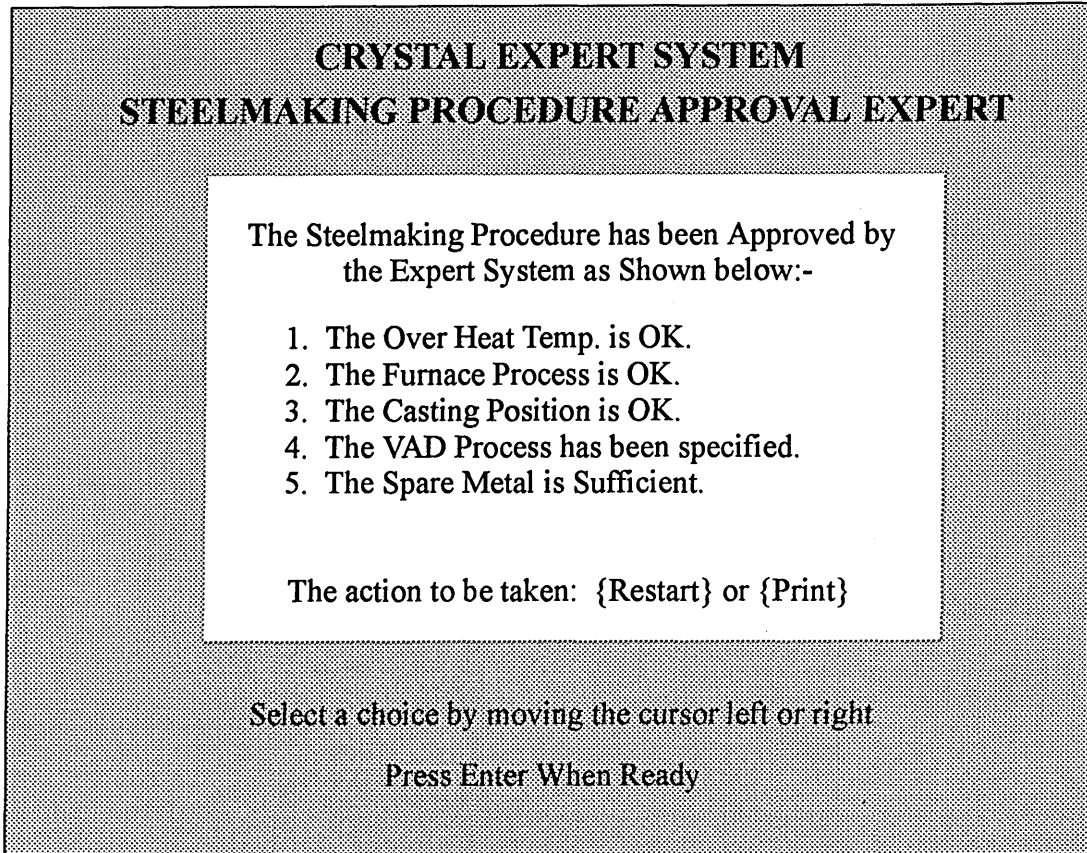 CRYSTAL EXPERT SYSTEM
STEELMAKING PROCEDURE APPROVAL EXPERT
The Steelmaking Procedure has been Approved by
the Expert System as Shown below:-
1. The Over Heat Temp. is OK.
2. The Furnace Process is OK.
3. The Casting Position is OK.
4. The VAD Process has been specified.
5. The Spare Metal is Sufficient.
The action to be taken: {Restart} or {Print}
Select a choice by moving the cursor left or right
Press Enter When Ready